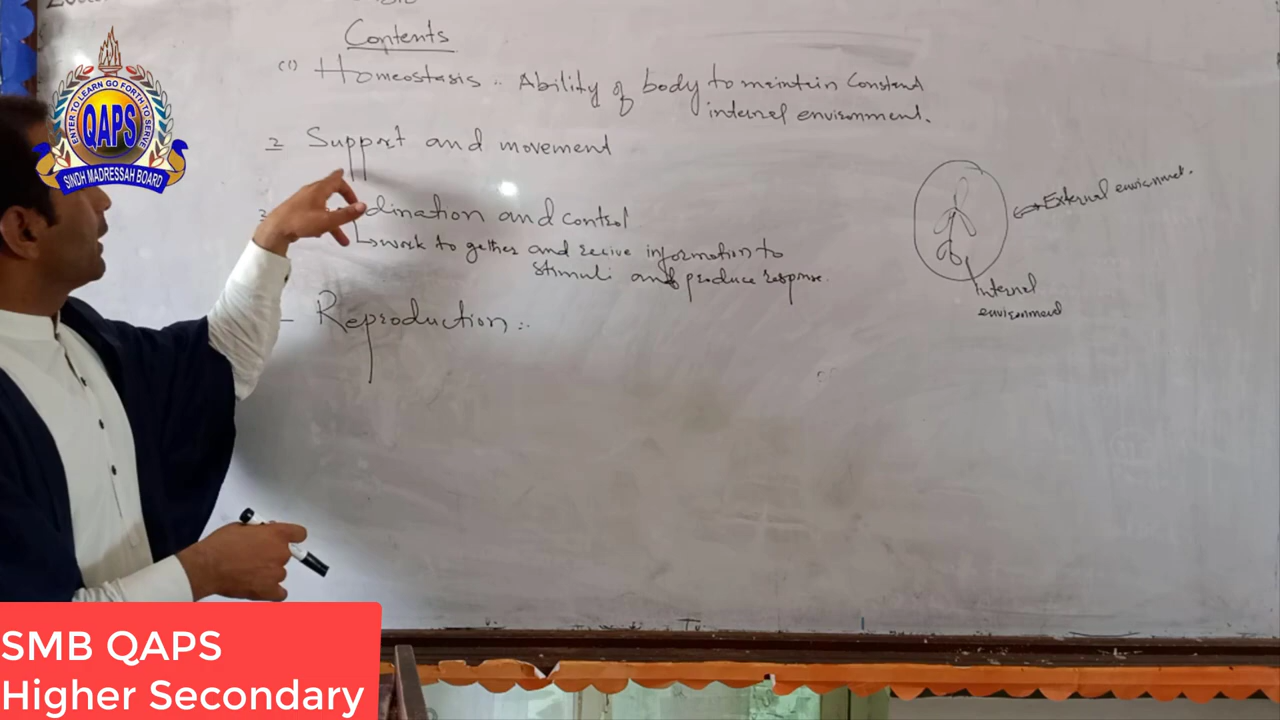 Contents
(1) Homeostasis .. Ability of body to maintain Constant
internal environment.
2 Support and movement
dination and control
work to gether and recive information to
Stimuli and produce response.
Reproduction :.
External enviornmet.
internal
environment
ENTER TO LEARN GO FORTH TO SERVE
QAPS
SINDH MADRESSAH BOARD
SMB QAPS
Higher Secondary